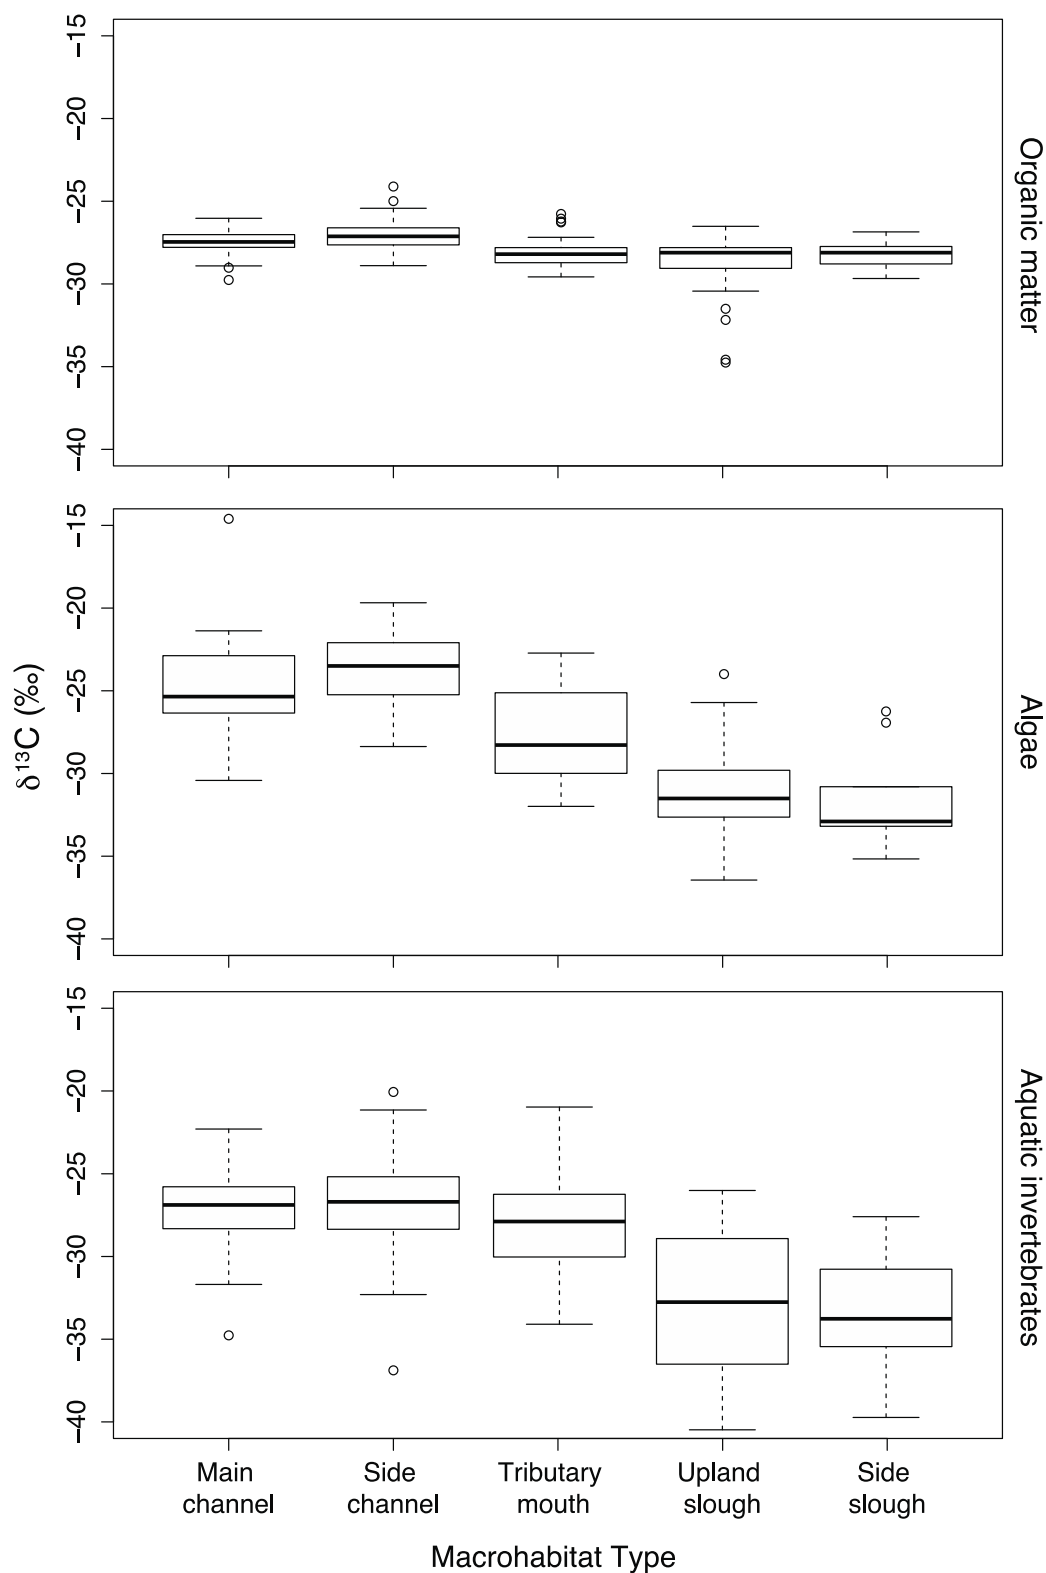 −15
−20
−25
−30
−35
−40
Organic matter
−15
−20
−25
−30
−35
−40
Algae
δ¹³C (‰)
−15
−20
−25
−30
−35
−40
Aquatic invertebrates
Main
channel
Side
channel
Tributary
mouth
Upland
slough
Side
slough
Macrohabitat Type